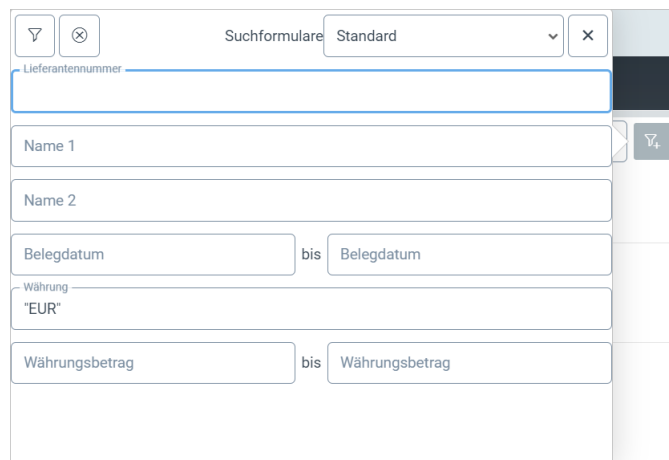 Suchformulare Standard
Lieferantennummer
Name 1
Name 2
Belegdatum bis Belegdatum
Währung
"EUR"
Währungsbetrag bis Währungsbetrag